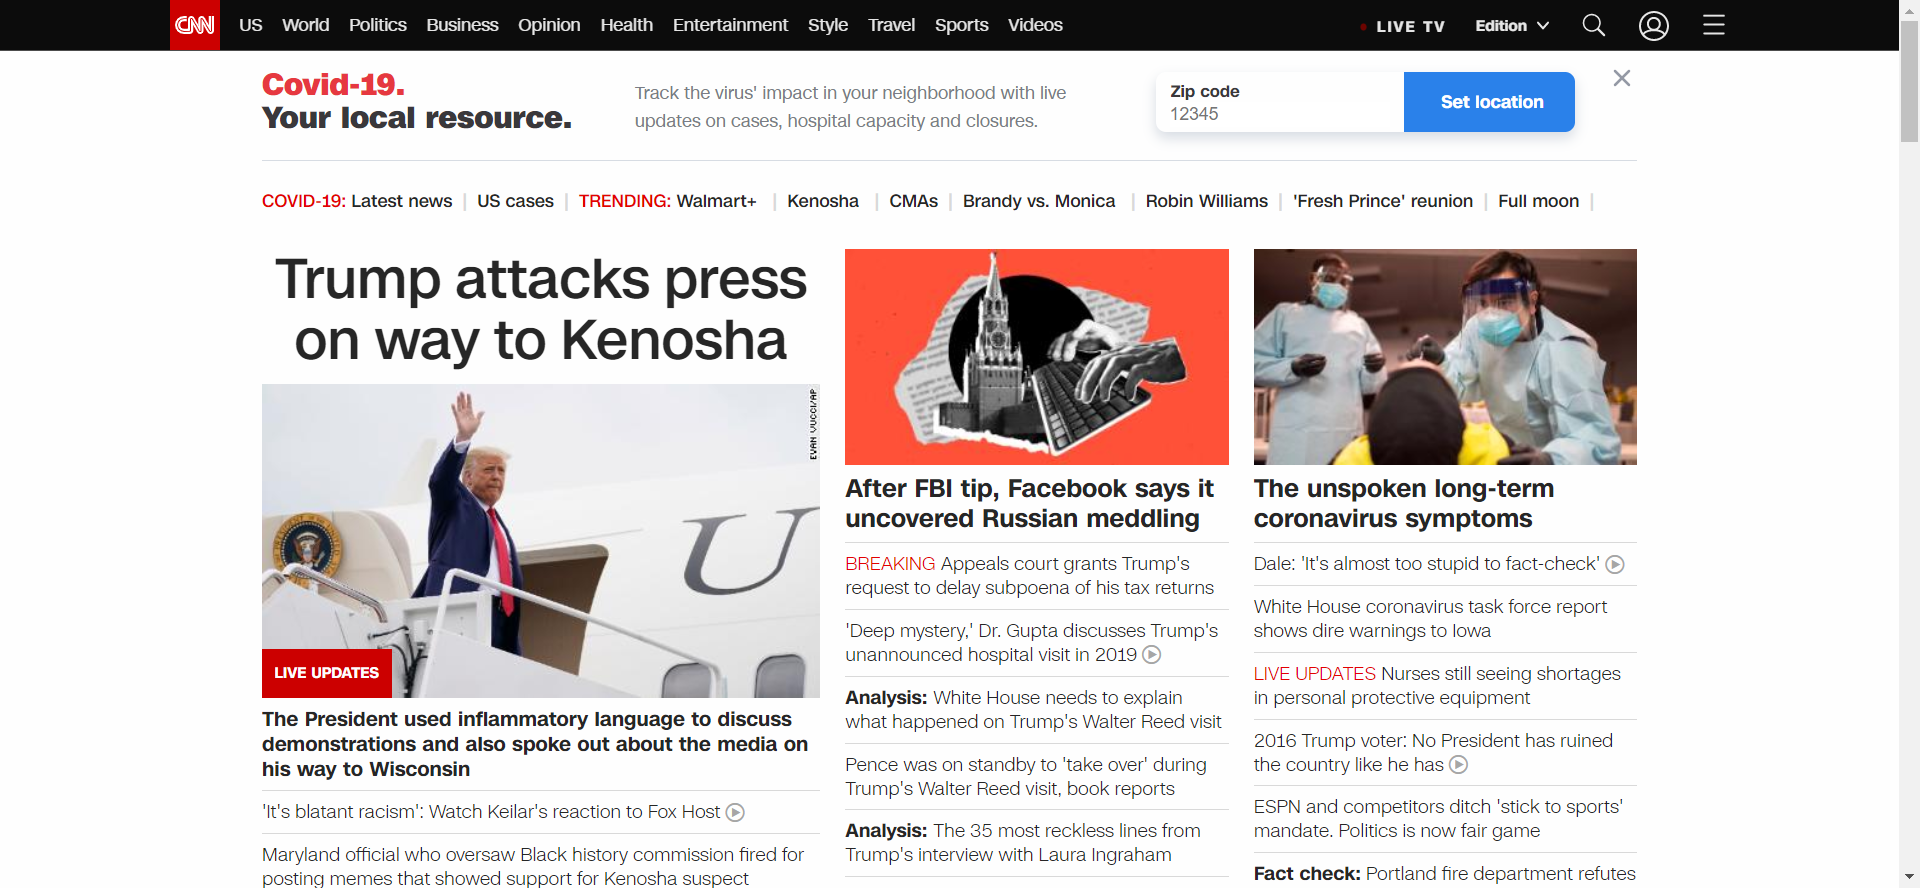 CNN
US World Politics Business Opinion Health Entertainment Style Travel Sports Videos
LIVE TV Edition
Covid-19.
Your local resource.
Track the virus' impact in your neighborhood with live
updates on cases, hospital capacity and closures.
Zip code
12345
Set location
COVID-19: Latest news US cases TRENDING: Walmart+ Kenosha CMAs Brandy vs. Monica Robin Williams 'Fresh Prince' reunion Full moon
Trump attacks press
on way to Kenosha
EVAN VUCCI/AP
U
LIVE UPDATES
The President used inflammatory language to discuss
demonstrations and also spoke out about the media on
his way to Wisconsin
'It's blatant racism': Watch Keilar's reaction to Fox Host
Maryland official who oversaw Black history commission fired for
posting memes that showed support for Kenosha suspect
After FBI tip, Facebook says it
uncovered Russian meddling
BREAKING Appeals court grants Trump's
request to delay subpoena of his tax returns
'Deep mystery,' Dr. Gupta discusses Trump's
unannounced hospital visit in 2019
Analysis: White House needs to explain
what happened on Trump's Walter Reed visit
Pence was on standby to 'take over' during
Trump's Walter Reed visit, book reports
Analysis: The 35 most reckless lines from
Trump's interview with Laura Ingraham
The unspoken long-term
coronavirus symptoms
Dale: 'It's almost too stupid to fact-check'
White House coronavirus task force report
shows dire warnings to Iowa
LIVE UPDATES Nurses still seeing shortages
in personal protective equipment
2016 Trump voter: No President has ruined
the country like he has
ESPN and competitors ditch 'stick to sports'
mandate. Politics is now fair game
Fact check: Portland fire department refutes